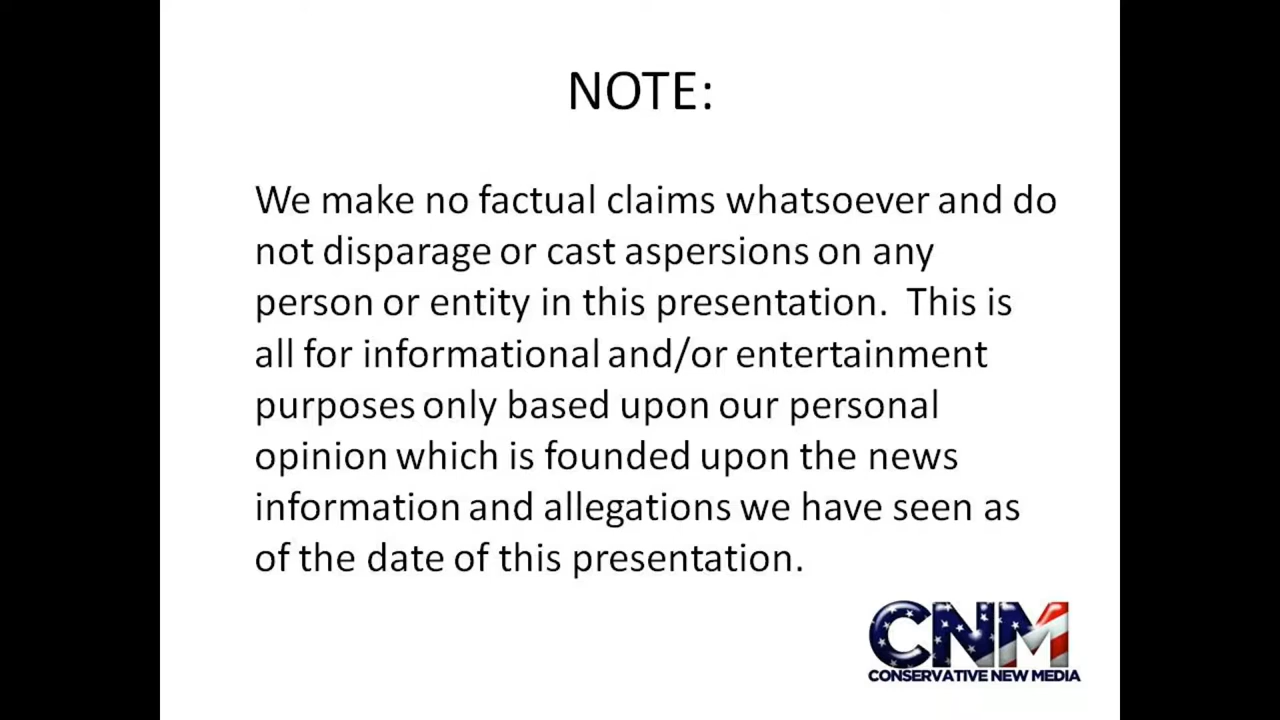 NOTE:
We make no factual claims whatsoever and do
not disparage or cast aspersions on any
person or entity in this presentation.  This is
all for informational and/or entertainment
purposes only based upon our personal
opinion which is founded upon the news
information and allegations we have seen as
of the date of this presentation.
CNM
CONSERVATIVE NEW MEDIA